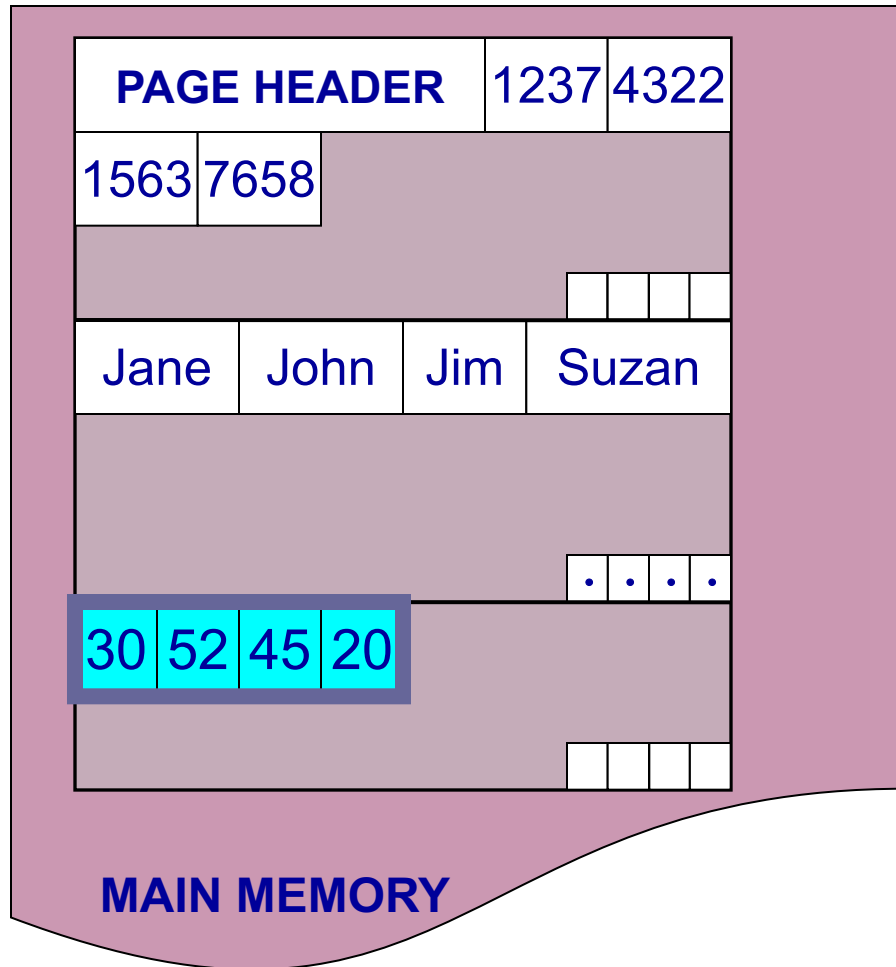 PAGE HEADER 1237 4322
1563 7658
Jane John Jim Suzan
. . . .
30 52 45 20
MAIN MEMORY